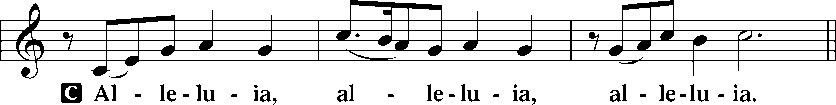 C Al - le - lu - ia, al - le - lu - ia, al - le - lu - ia.